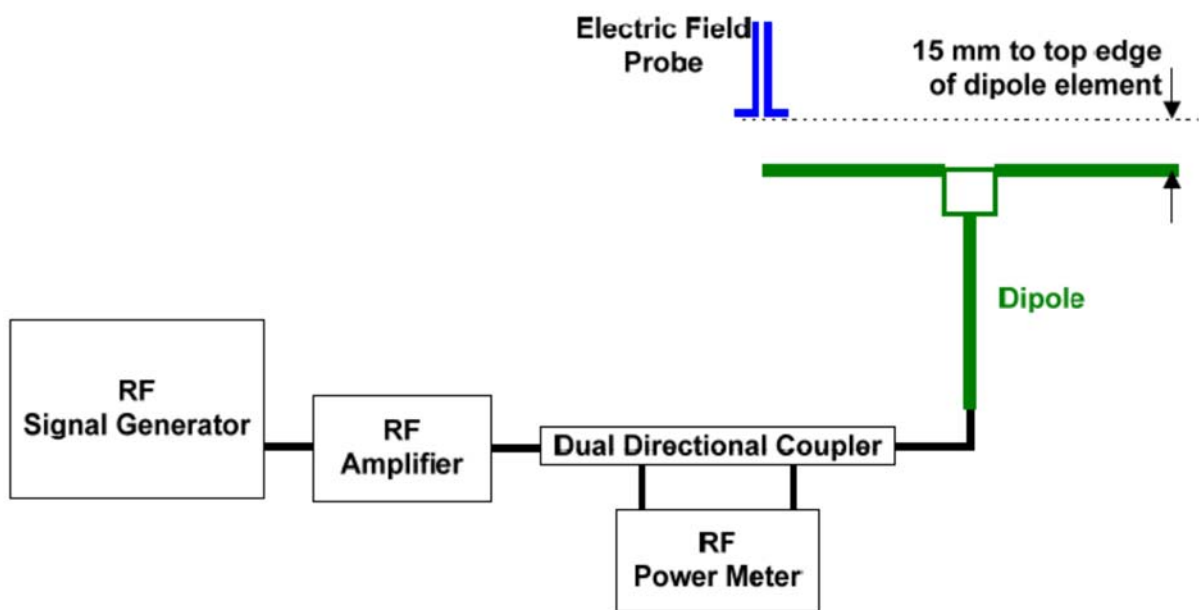 Electric Field
Probe
15 mm to top edge
of dipole element
Dipole
RF
Signal Generator
RF
Amplifier
Dual Directional Coupler
RF
Power Meter